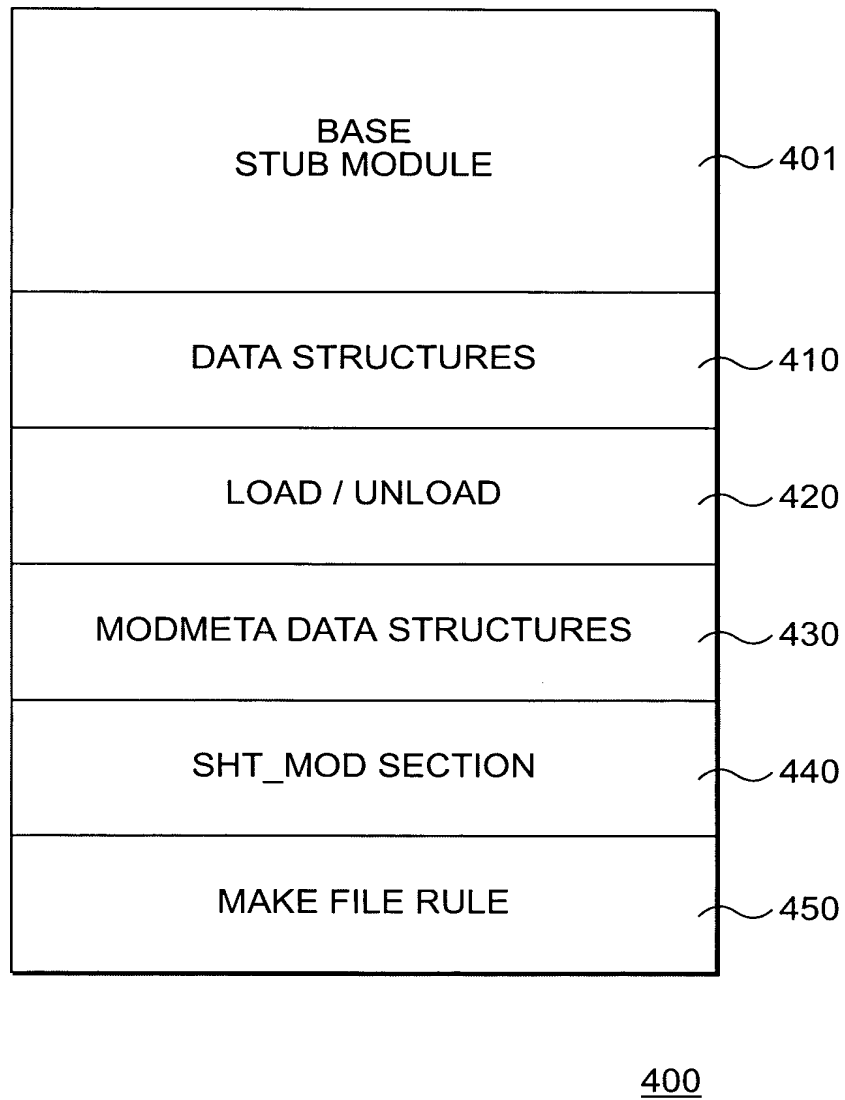 BASE
STUB MODULE
401
DATA STRUCTURES
410
LOAD / UNLOAD
420
MODMETA DATA STRUCTURES
430
SHT_MOD SECTION
440
MAKE FILE RULE
450
400